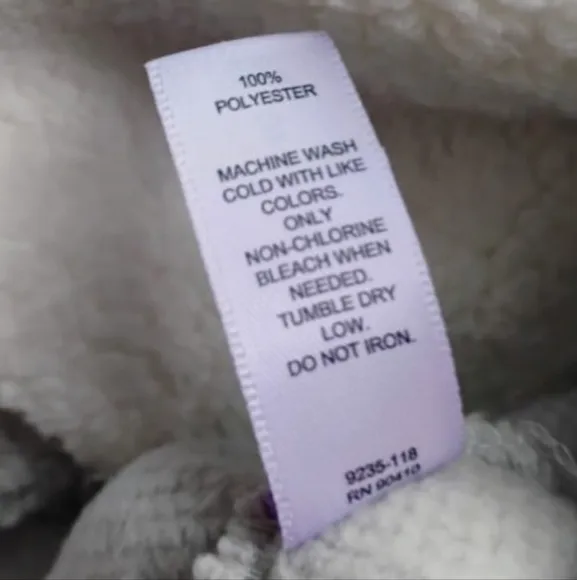 100%
POLYESTER
MACHINE WASH
COLD WITH LIKE
COLORS.
ONLY
NON-CHLORINE
BLEACH WHEN
NEEDED.
TUMBLE DRY
LOW.
DO NOT IRON.
9235-118
RN 90410